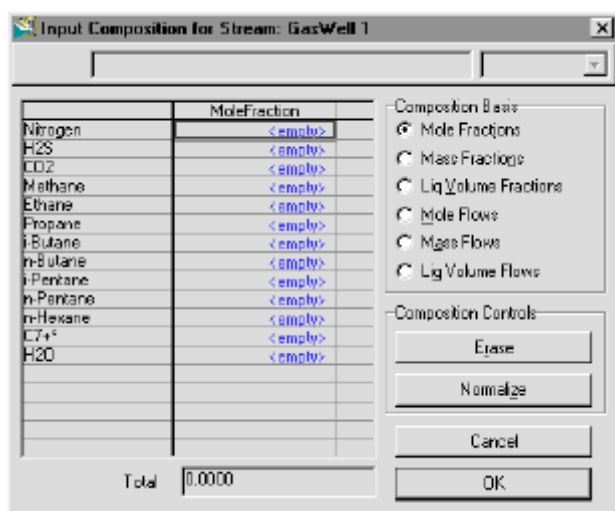 Input Composition for Stream: GasWell 1
MoleFraction
Nitrogen <empty>
H2S <empty>
CO2 <empty>
Methane <empty>
Ethane <empty>
Propane <empty>
i-Butane <empty>
n-Butane <empty>
i-Pentane <empty>
n-Pentane <empty>
n-Hexane <empty>
C7+* <empty>
H2O <empty>
Total 0.0000
Composition Basis
Mole Fractions
Mass Fractions
Liq Volume Fractions
Mole Flows
Mass Flows
Liq Volume Flows
Composition Controls
Erase
Normalize
Cancel
OK